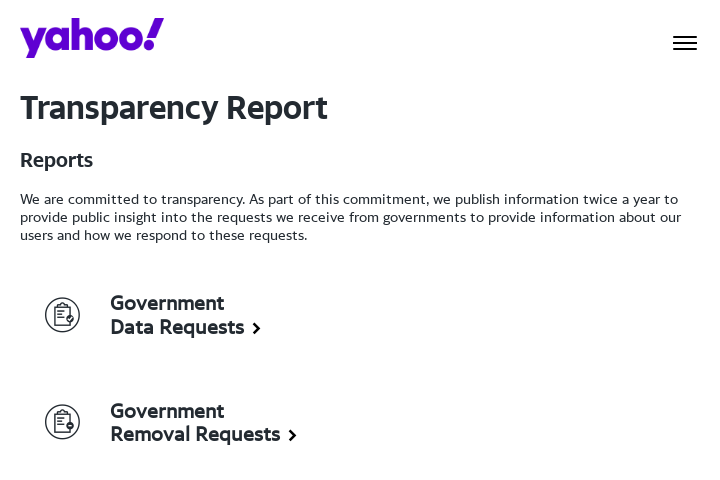 yahoo!
Transparency Report
Reports
We are committed to transparency. As part of this commitment, we publish information twice a year to
provide public insight into the requests we receive from governments to provide information about our
users and how we respond to these requests.
Government
Data Requests
Government
Removal Requests